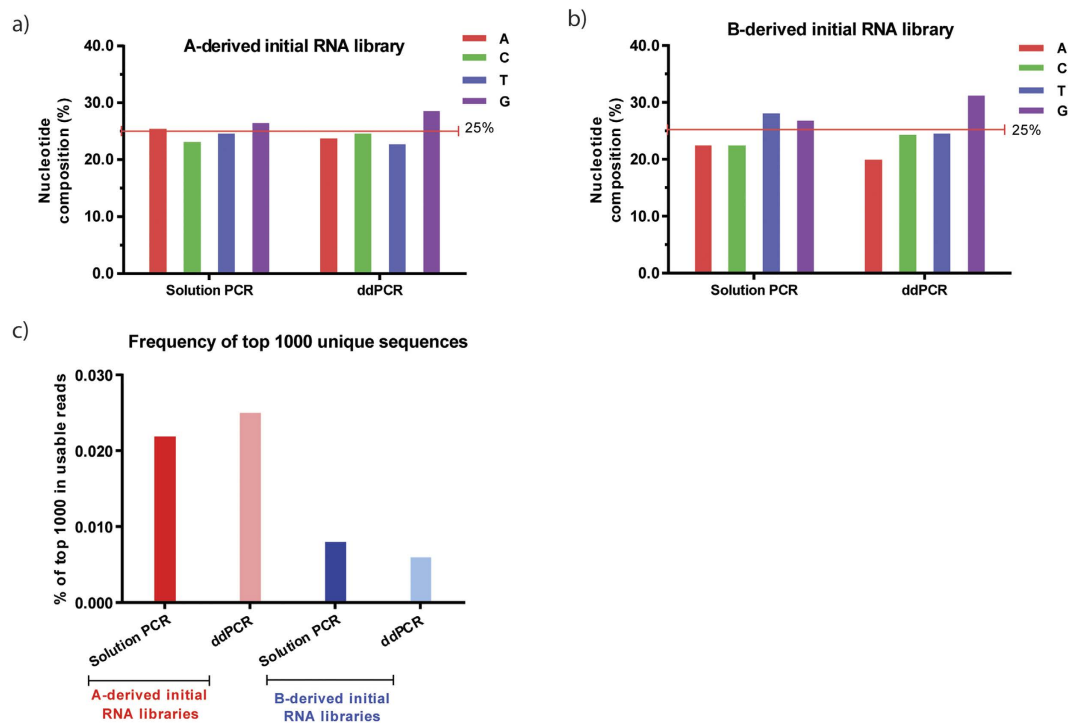 a)
A-derived initial RNA library
Nucleotide
composition (%)
40.0
30.0
20.0
10.0
0.0
A
C
T
G
25%
Solution PCR
ddPCR
b)
B-derived initial RNA library
Nucleotide
composition (%)
40.0
30.0
20.0
10.0
0.0
A
C
T
G
25%
Solution PCR
ddPCR
c)
Frequency of top 1000 unique sequences
% of top 1000 in usable reads
0.030
0.020
0.010
0.000
Solution PCR
ddPCR
Solution PCR
ddPCR
A-derived initial
RNA libraries
B-derived initial
RNA libraries